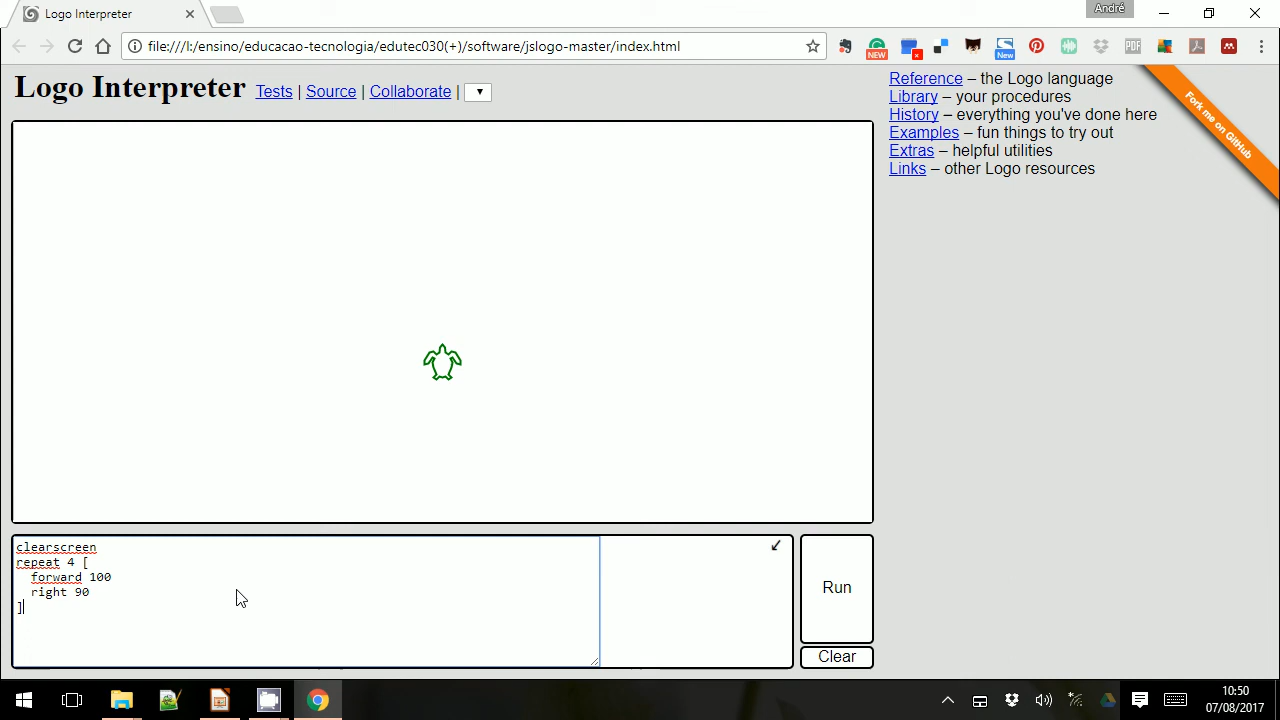 Logo Interpreter
André
file:///I:/ensino/educacao-tecnologia/edutec030(+)/software/jslogo-master/index.html
NEW
New
PDF
Logo Interpreter Tests | Source | Collaborate |
Reference – the Logo language
Library – your procedures
History – everything you've done here
Examples – fun things to try out
Extras – helpful utilities
Links – other Logo resources
Fork me on GitHub
clearscreen
repeat 4 [
forward 100
right 90
]
Run
Clear
10:50
07/08/2017